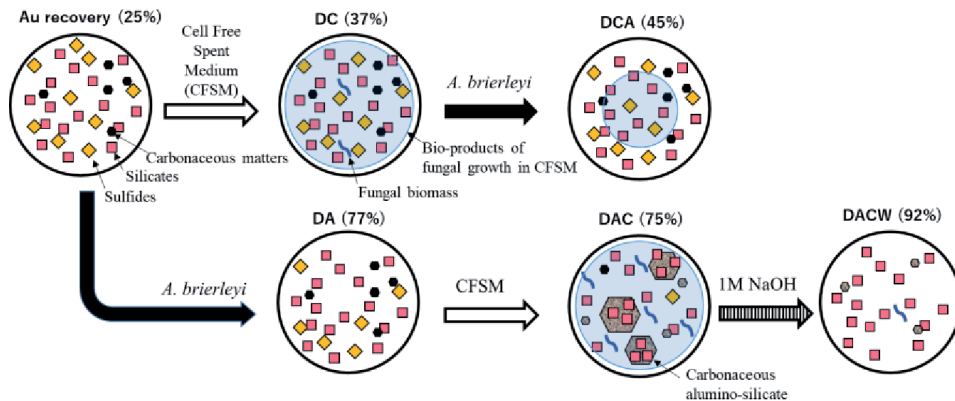 Au recovery (25%)
Cell Free
Spent
Medium
(CFSM)
DC (37%)
A. brierleyi
DCA (45%)
Carbonaceous matters
Silicates
Sulfides
Bio-products of
fungal growth in CFSM
Fungal biomass
A. brierleyi
DA (77%)
CFSM
DAC (75%)
1M NaOH
DACW (92%)
Carbonaceous
alumino-silicate